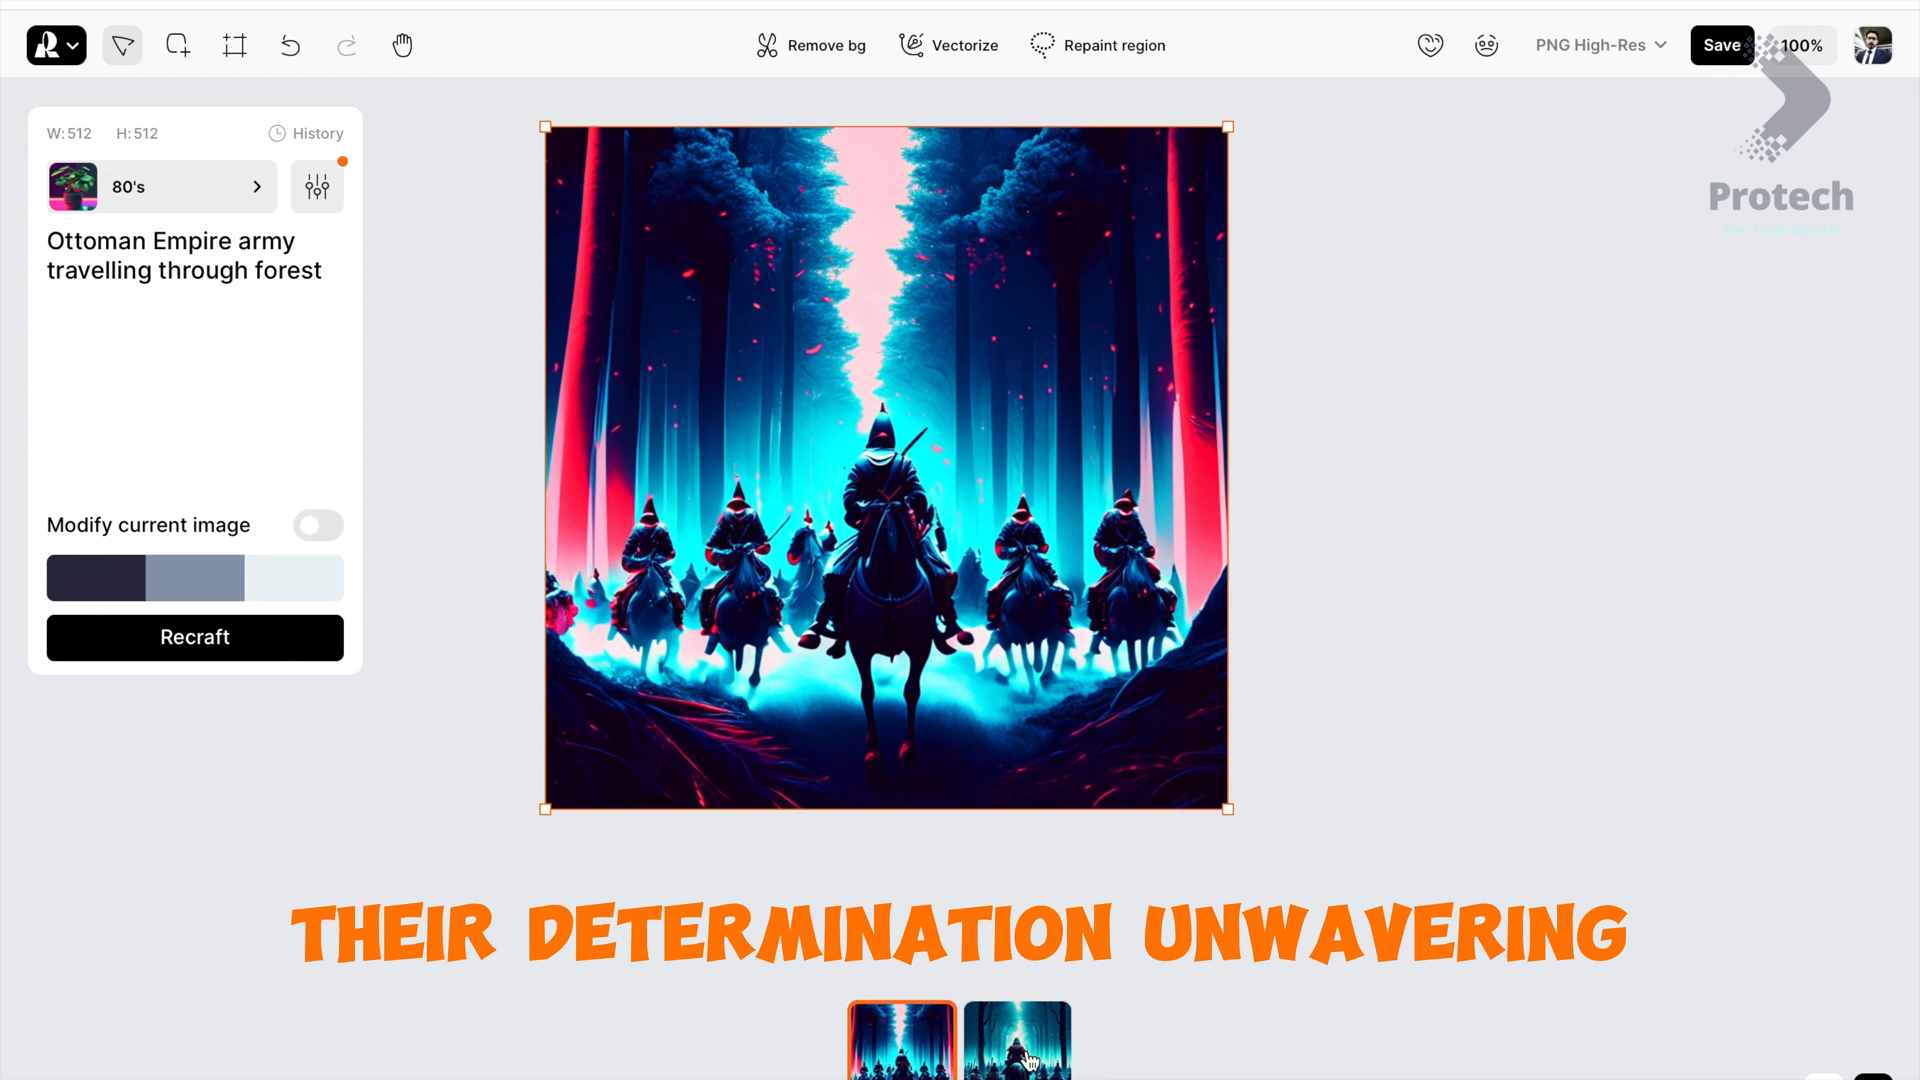 Remove bg
Vectorize
Repaint region
PNG High-Res
Save
100%
W:512 H:512
History
80's
Protech
Ottoman Empire army
travelling through forest
Modify current image
Recraft
THEIR DETERMINATION UNWAVERING